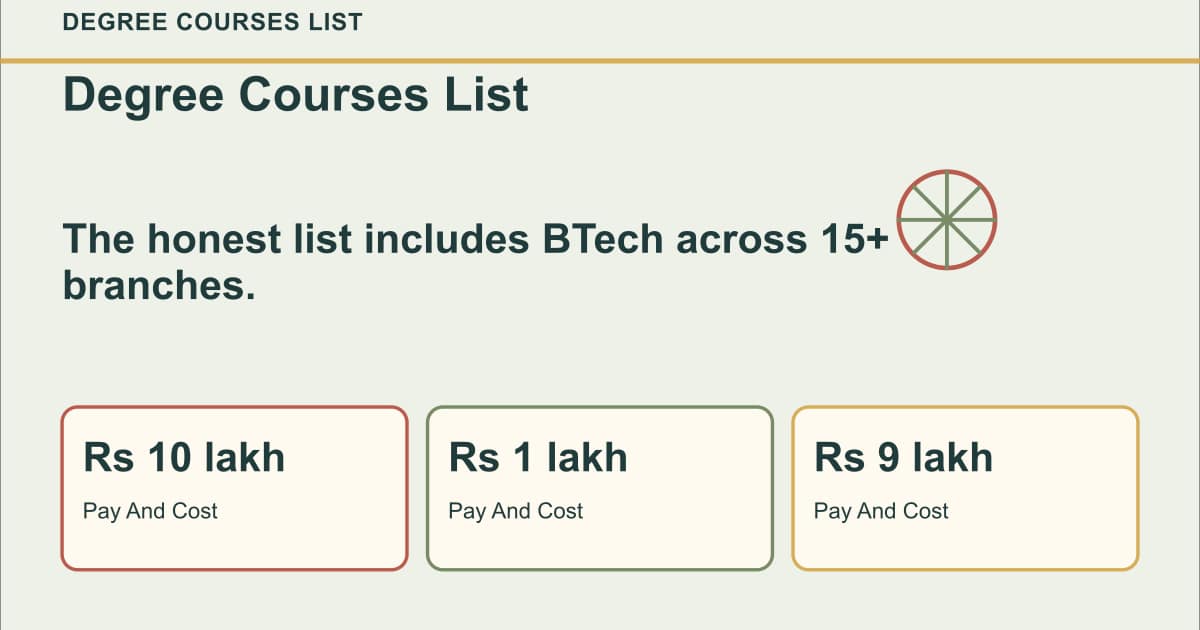 DEGREE COURSES LIST
Degree Courses List
The honest list includes BTech across 15+
branches.
Rs 10 lakh
Pay And Cost
Rs 1 lakh
Pay And Cost
Rs 9 lakh
Pay And Cost